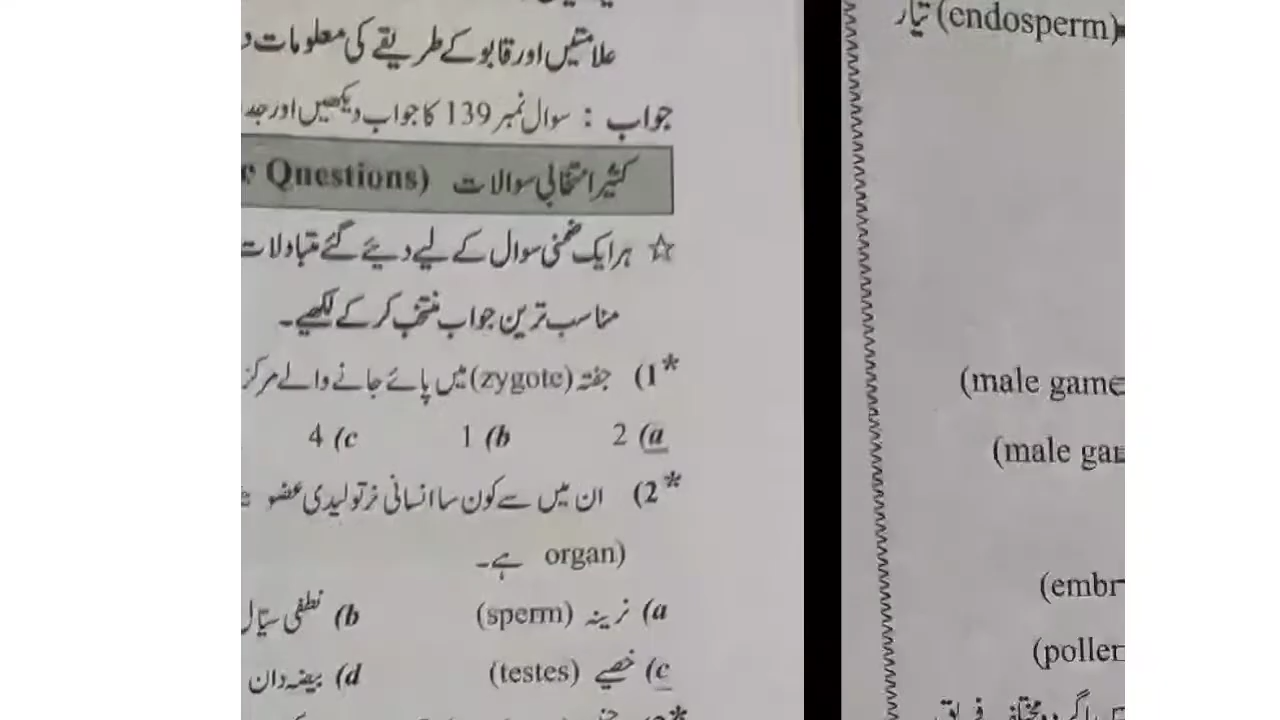 علامتیں اور قابو کے طریقے کی معلومات
جواب : سوال نمبر 139 کا جواب دیکھیں اور
کثیر انتخابی سوالات (Questions
☆ ہر ایک ضمنی سوال کے لیے دیئے گئے متبادلات
مناسب ترین جواب منتخب کر کے لکھیے۔
*1) جفتہ (zygote) میں پائے جانے والے
a) 2 b) 1 c) 4
*2) ان میں سے کون سا انسانی نر تولیدی عضو
organ) ہے۔
a) نرینہ (sperm) b) نطفی سیّال
c) خصیے (testes) d) بیضہ دان
(endosperm) تیار
(male game
(male gam
(embr
(poller